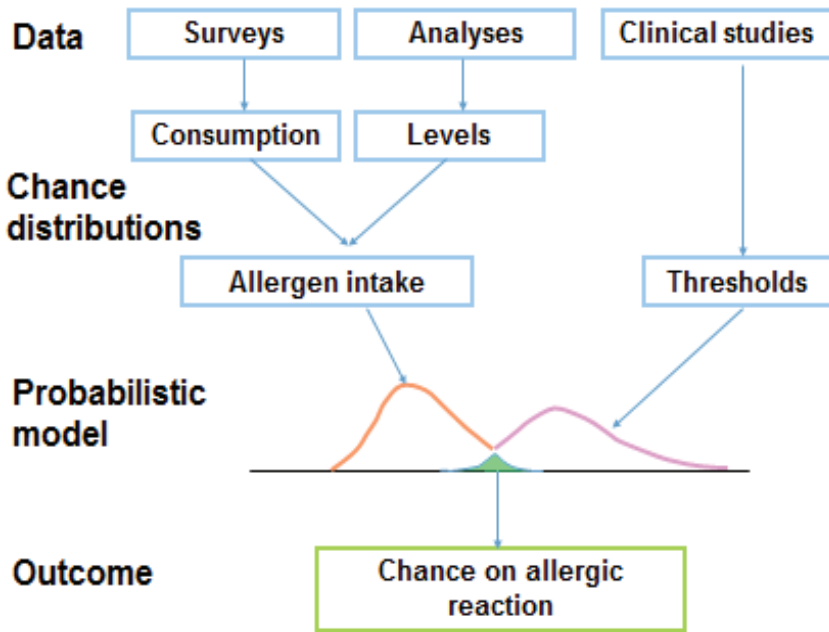 Data
Surveys
Analyses
Clinical studies
Consumption
Levels
Chance
distributions
Allergen intake
Thresholds
Probabilistic
model
Outcome
Chance on allergic
reaction